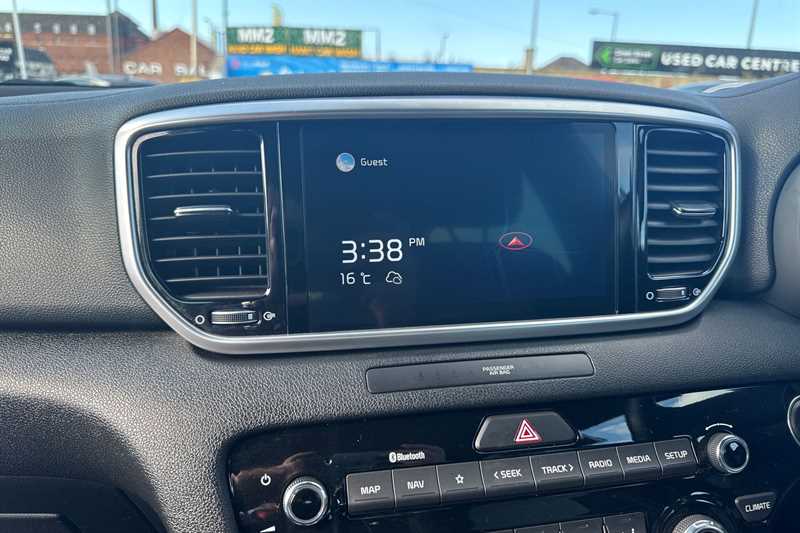 MM2 MM2
USED CAR CENTRE
CAR
Guest
3:38 PM
16 °C
PASSENGER
AIR BAG
Bluetooth
MAP NAV ☆ < SEEK TRACK > RADIO MEDIA SETUP
CLIMATE